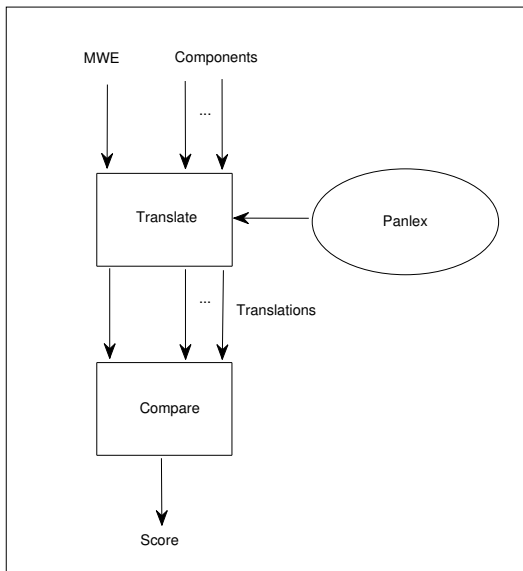 MWE
Components
...
Translate
Panlex
...
Translations
Compare
Score